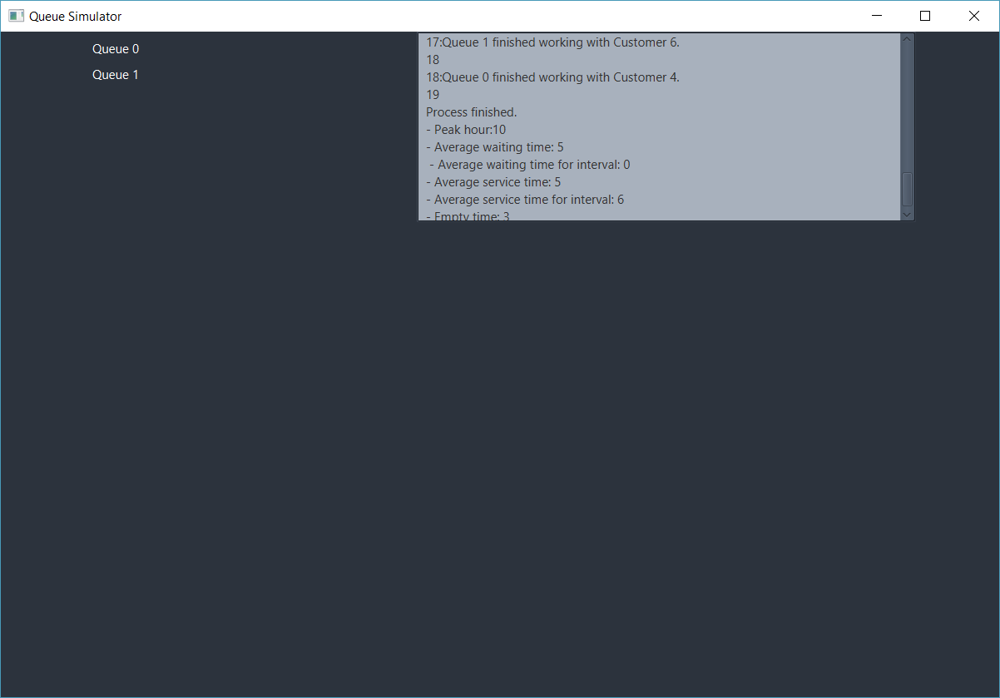 Queue Simulator
Queue 0
Queue 1
17:Queue 1 finished working with Customer 6.
18
18:Queue 0 finished working with Customer 4.
19
Process finished.
- Peak hour:10
- Average waiting time: 5
- Average waiting time for interval: 0
- Average service time: 5
- Average service time for interval: 6
- Empty time: 3